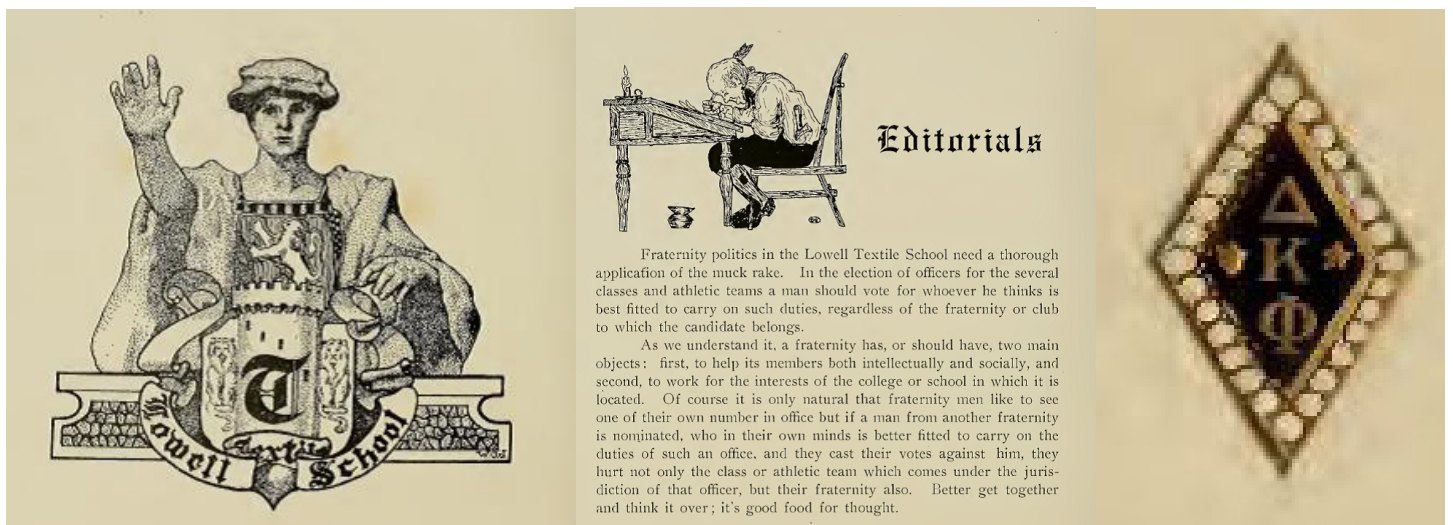 T
Lowell Textile School
Editorials
Fraternity politics in the Lowell Textile School need a thorough
application of the muck rake. In the election of officers for the several
classes and athletic teams a man should vote for whoever he thinks is
best fitted to carry on such duties, regardless of the fraternity or club
to which the candidate belongs.
As we understand it, a fraternity has, or should have, two main
objects: first, to help its members both intellectually and socially, and
second, to work for the interests of the college or school in which it is
located. Of course it is only natural that fraternity men like to see
one of their own number in office but if a man from another fraternity
is nominated, who in their own minds is better fitted to carry on the
duties of such an office, and they cast their votes against him, they
hurt not only the class or athletic team which comes under the juris-
diction of that officer, but their fraternity also. Better get together
and think it over; it's good food for thought.
Δ
Κ
Φ